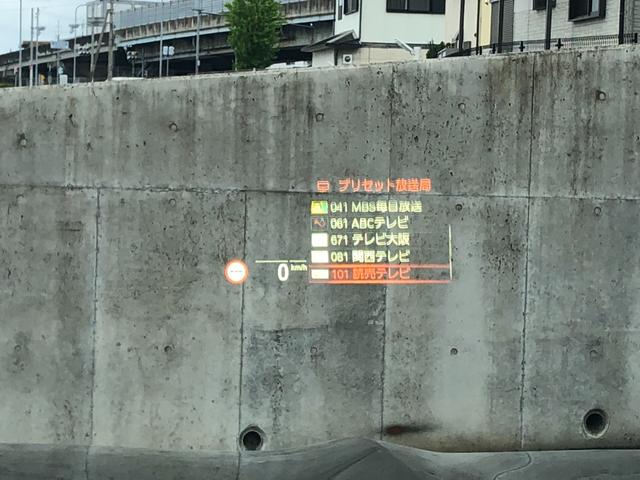 プリセット放送局
041 MBS毎日放送
061 ABCテレビ
671 テレビ大阪
081 関西テレビ
101 読売テレビ
0 km/h
---